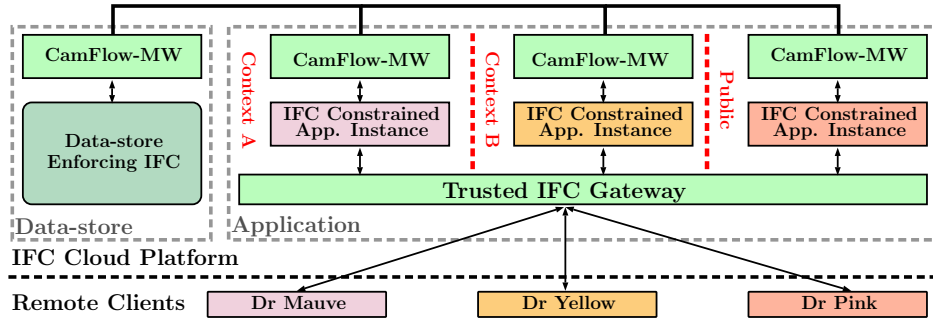 CamFlow-MW
CamFlow-MW
CamFlow-MW
CamFlow-MW
Context A
Context B
Public
Data-store
Enforcing IFC
IFC Constrained
App. Instance
IFC Constrained
App. Instance
IFC Constrained
App. Instance
Trusted IFC Gateway
Data-store
Application
IFC Cloud Platform
Remote Clients
Dr Mauve
Dr Yellow
Dr Pink